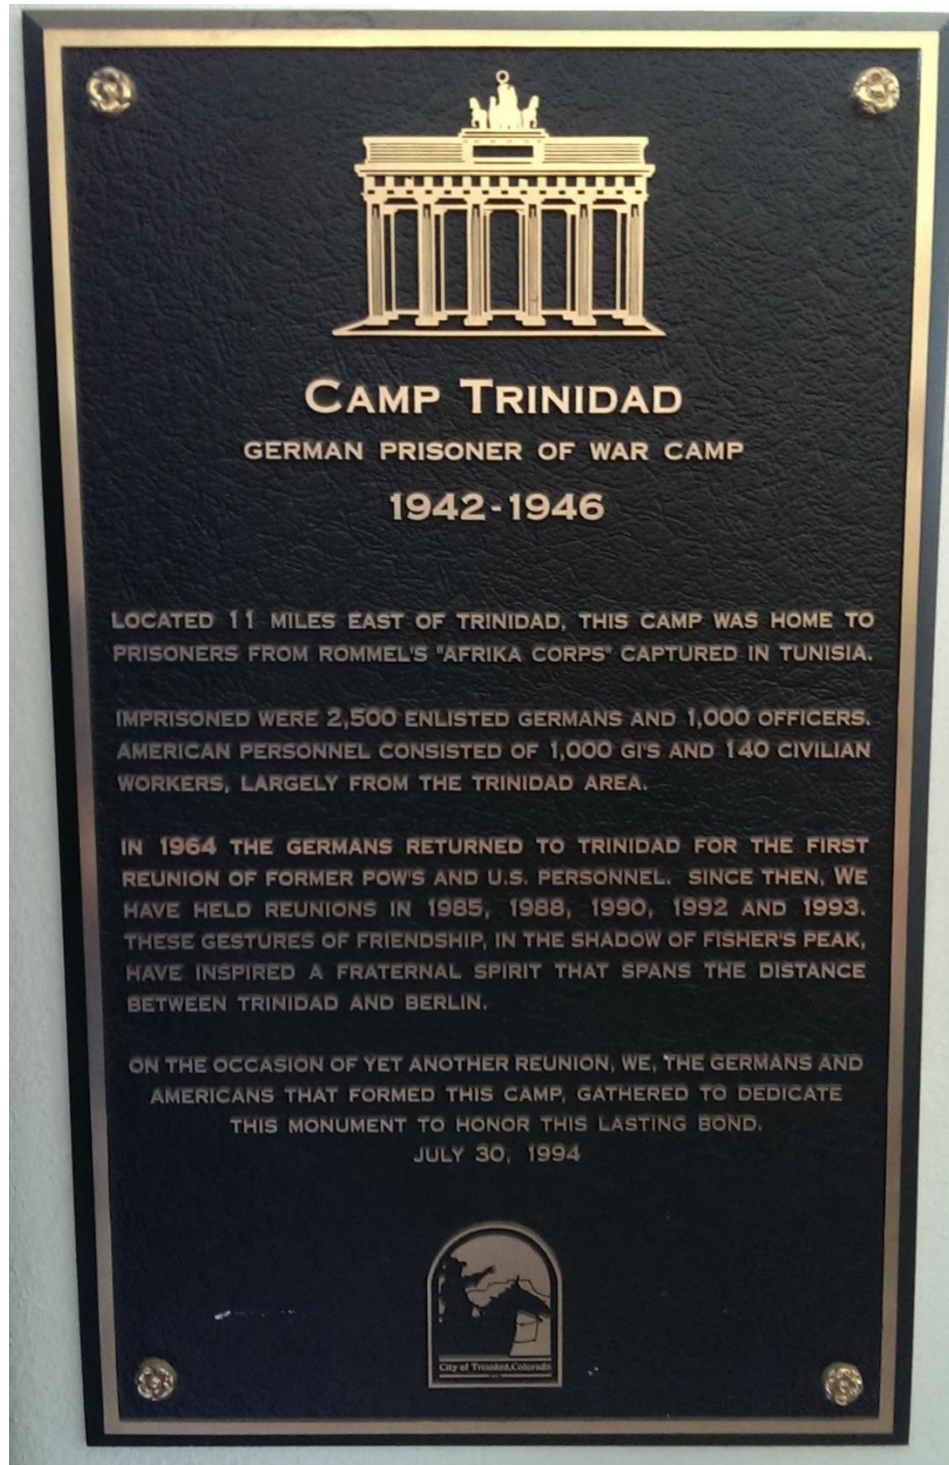 CAMP TRINIDAD
GERMAN PRISONER OF WAR CAMP
1942-1946
LOCATED 11 MILES EAST OF TRINIDAD, THIS CAMP WAS HOME TO
PRISONERS FROM ROMMEL'S "AFRIKA CORPS" CAPTURED IN TUNISIA.
IMPRISONED WERE 2,500 ENLISTED GERMANS AND 1,000 OFFICERS.
AMERICAN PERSONNEL CONSISTED OF 1,000 GI'S AND 140 CIVILIAN
WORKERS, LARGELY FROM THE TRINIDAD AREA.
IN 1964 THE GERMANS RETURNED TO TRINIDAD FOR THE FIRST
REUNION OF FORMER POW'S AND U.S. PERSONNEL. SINCE THEN, WE
HAVE HELD REUNIONS IN 1985, 1988, 1990, 1992 AND 1993.
THESE GESTURES OF FRIENDSHIP, IN THE SHADOW OF FISHER'S PEAK,
HAVE INSPIRED A FRATERNAL SPIRIT THAT SPANS THE DISTANCE
BETWEEN TRINIDAD AND BERLIN.
ON THE OCCASION OF YET ANOTHER REUNION, WE, THE GERMANS AND
AMERICANS THAT FORMED THIS CAMP, GATHERED TO DEDICATE
THIS MONUMENT TO HONOR THIS LASTING BOND.
JULY 30, 1994
City of Trinidad, Colorado